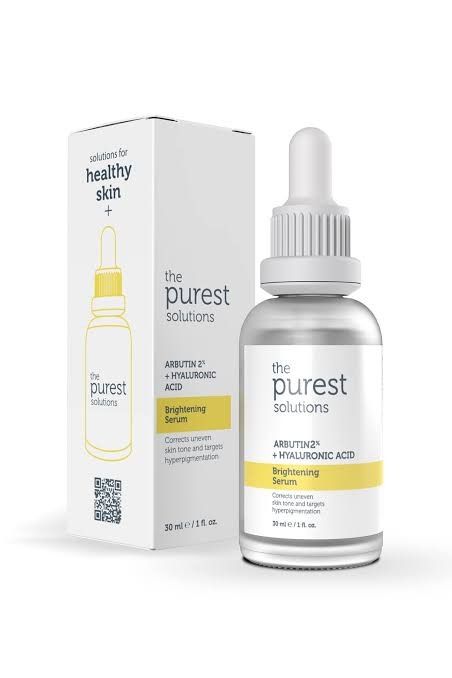 solutions for
healthy
skin
+
the
purest
solutions
the
purest
solutions
ARBUTIN 2%
+ HYALURONIC
ACID
Brightening
Serum
Corrects uneven
skin tone and targets
hyperpigmentation
30 ml e / 1 fl. oz.
the
purest
solutions
ARBUTIN2%
+ HYALURONIC ACID
Brightening
Serum
Corrects uneven
skin tone and targets
hyperpigmentation
30 ml e / 1 fl. oz.